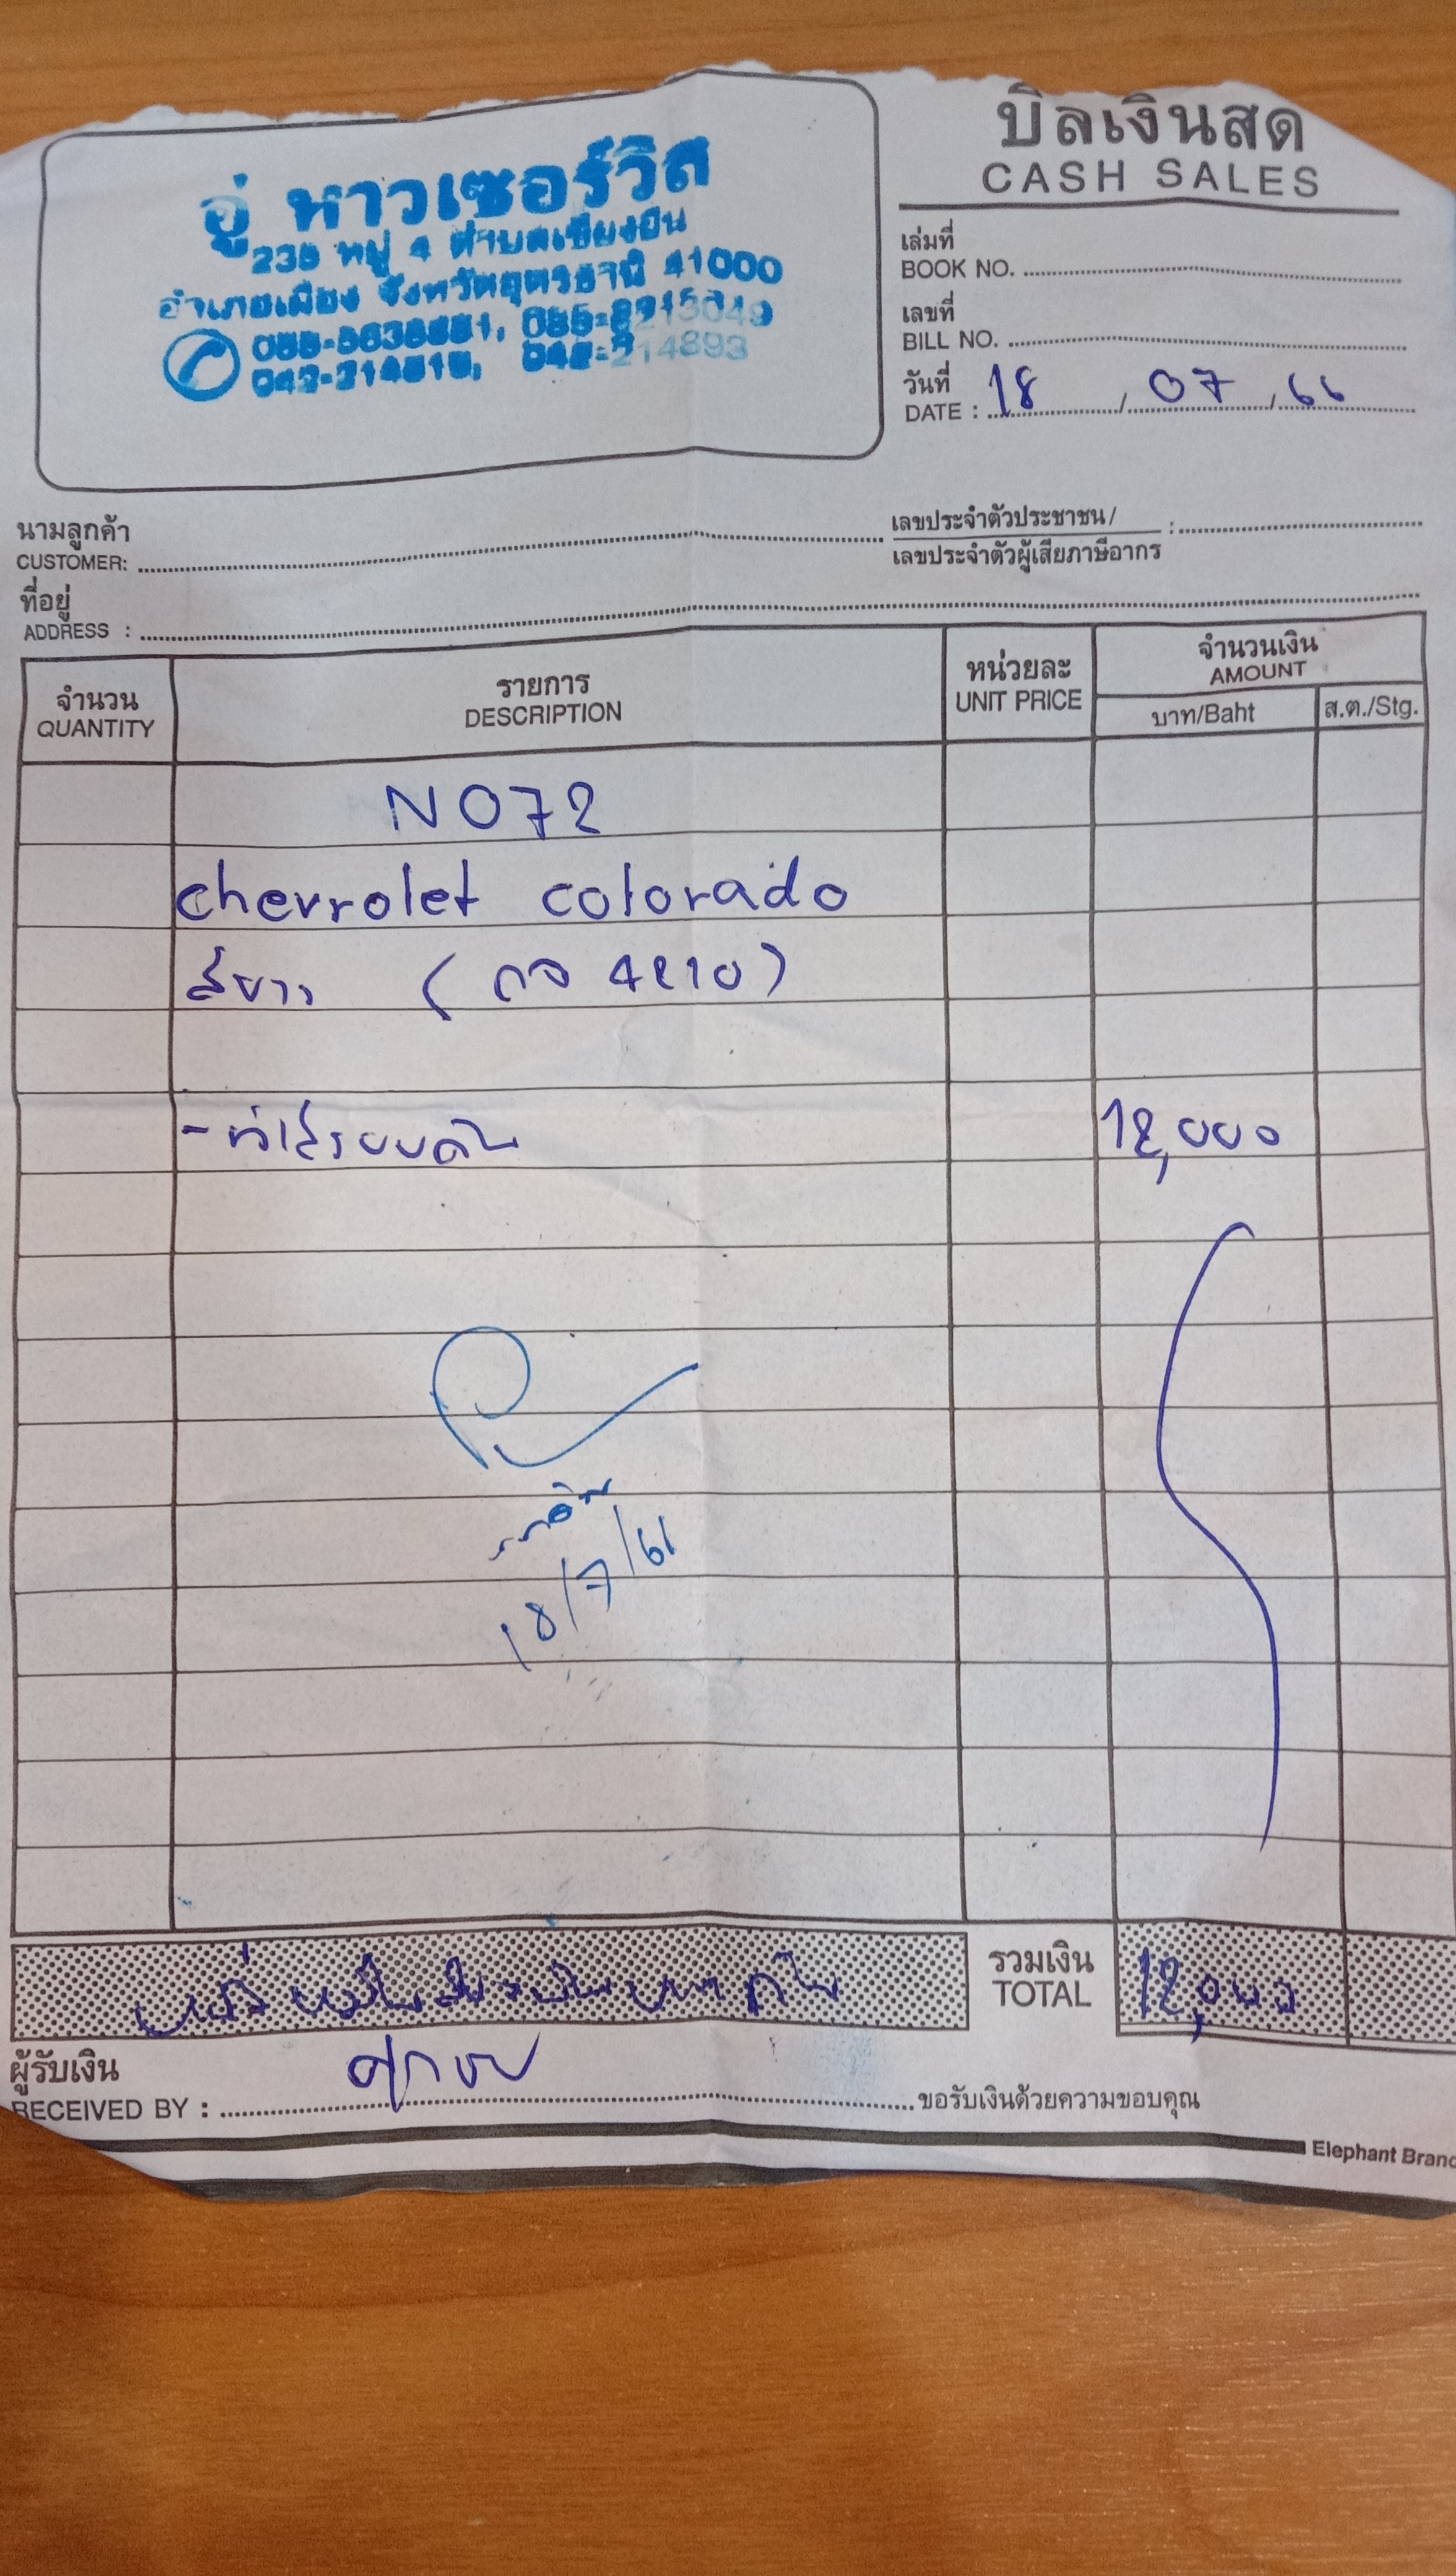 บิลเงินสด
CASH SALES
อู่ หาวเซอร์วิส
235 หมู่ 4 ตำบลเชียงยืน
อำเภอเมือง จังหวัดอุดรธานี 41000
เล่มที่
BOOK NO.
เลขที่
BILL NO.
วันที่
DATE : 18 / 07 / 66
นามลูกค้า
CUSTOMER:
เลขประจำตัวประชาชน/
เลขประจำตัวผู้เสียภาษีอากร :
ที่อยู่
ADDRESS :
จำนวน
QUANTITY
รายการ
DESCRIPTION
หน่วยละ
UNIT PRICE
จำนวนเงิน
AMOUNT
บาท/Baht
ส.ต./Stg.
NO72
chevrolet colorado
สีขาว ( กจ 4210)
12,000
18/7/66
รวมเงิน
TOTAL
12,000
ผู้รับเงิน
RECEIVED BY :
ขอรับเงินด้วยความขอบคุณ
Elephant Bran